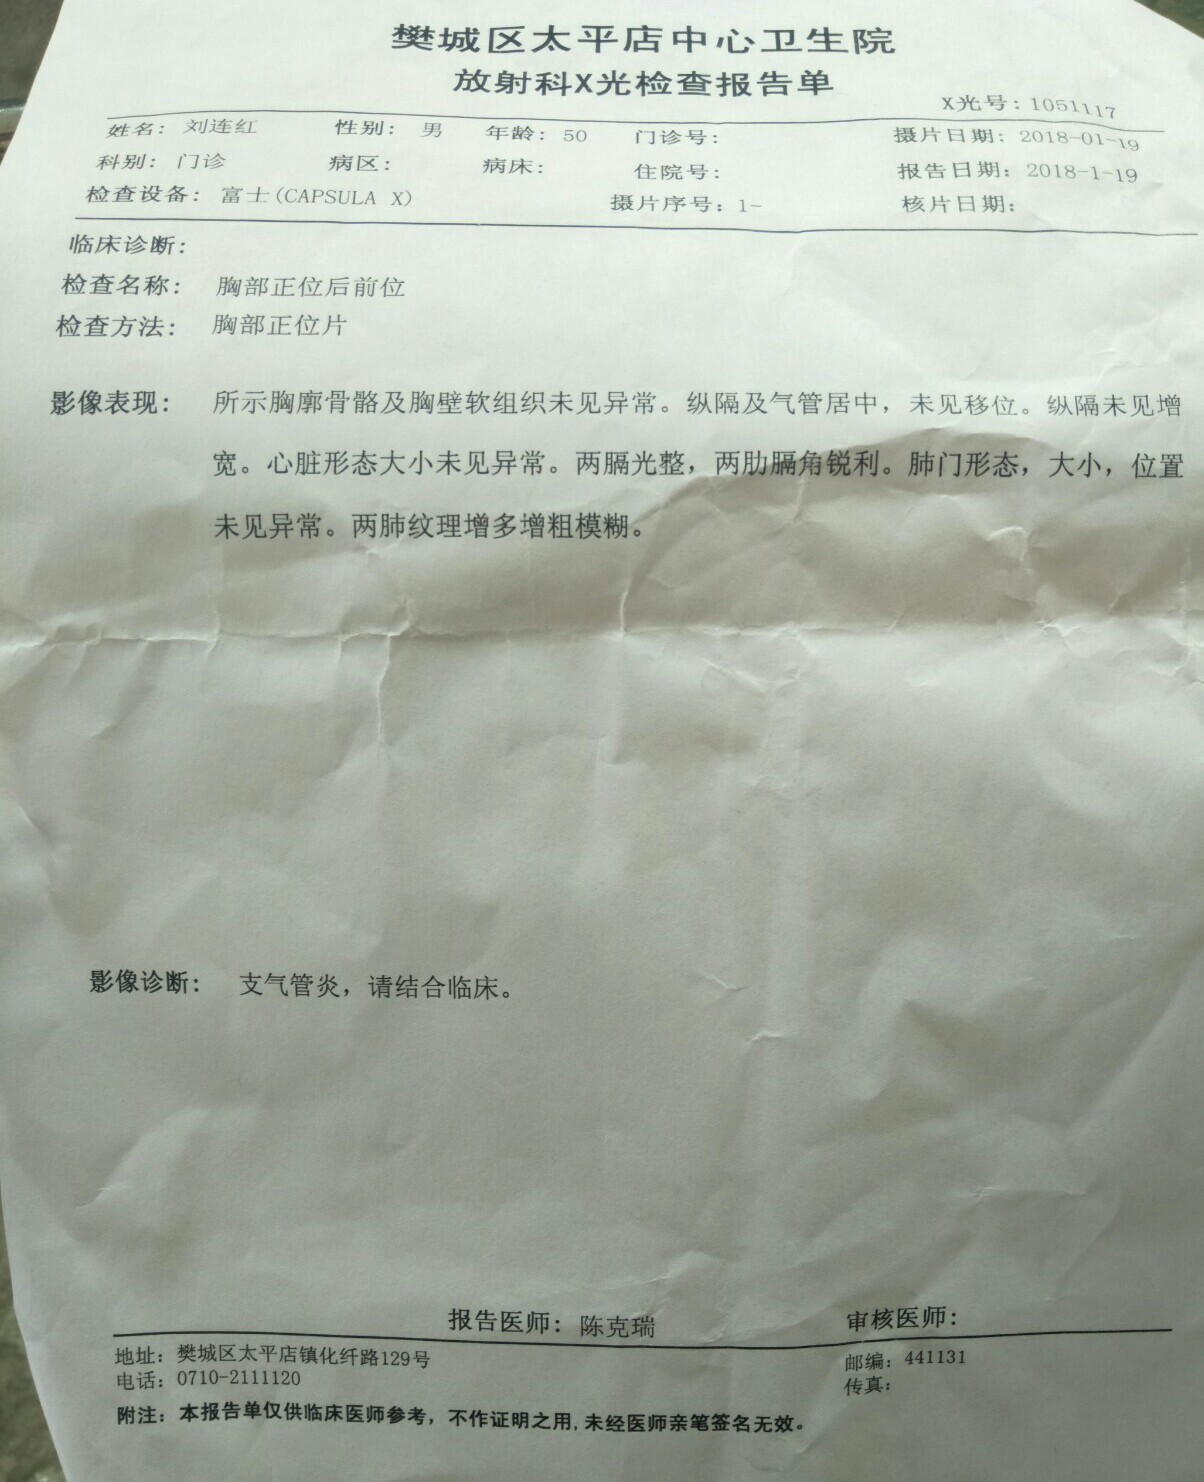 樊城区太平店中心卫生院
放射科X光检查报告单
X光号：1051117
姓名：刘连红 性别：男 年龄：50 门诊号： 摄片日期：2018-01-19
科别：门诊 病区： 病床： 住院号： 报告日期：2018-1-19
检查设备：富士(CAPSULA X) 摄片序号：1- 核片日期：
临床诊断：
检查名称：胸部正位后前位
检查方法：胸部正位片
影像表现：所示胸廓骨骼及胸壁软组织未见异常。纵隔及气管居中，未见移位。纵隔未见增
宽。心脏形态大小未见异常。两膈光整，两肋膈角锐利。肺门形态，大小，位置
未见异常。两肺纹理增多增粗模糊。
影像诊断：支气管炎，请结合临床。
报告医师：陈克瑞 审核医师：
地址：樊城区太平店镇化纤路129号 邮编：441131
电话：0710-2111120 传真：
附注：本报告单仅供临床医师参考，不作证明之用,未经医师亲笔签名无效。